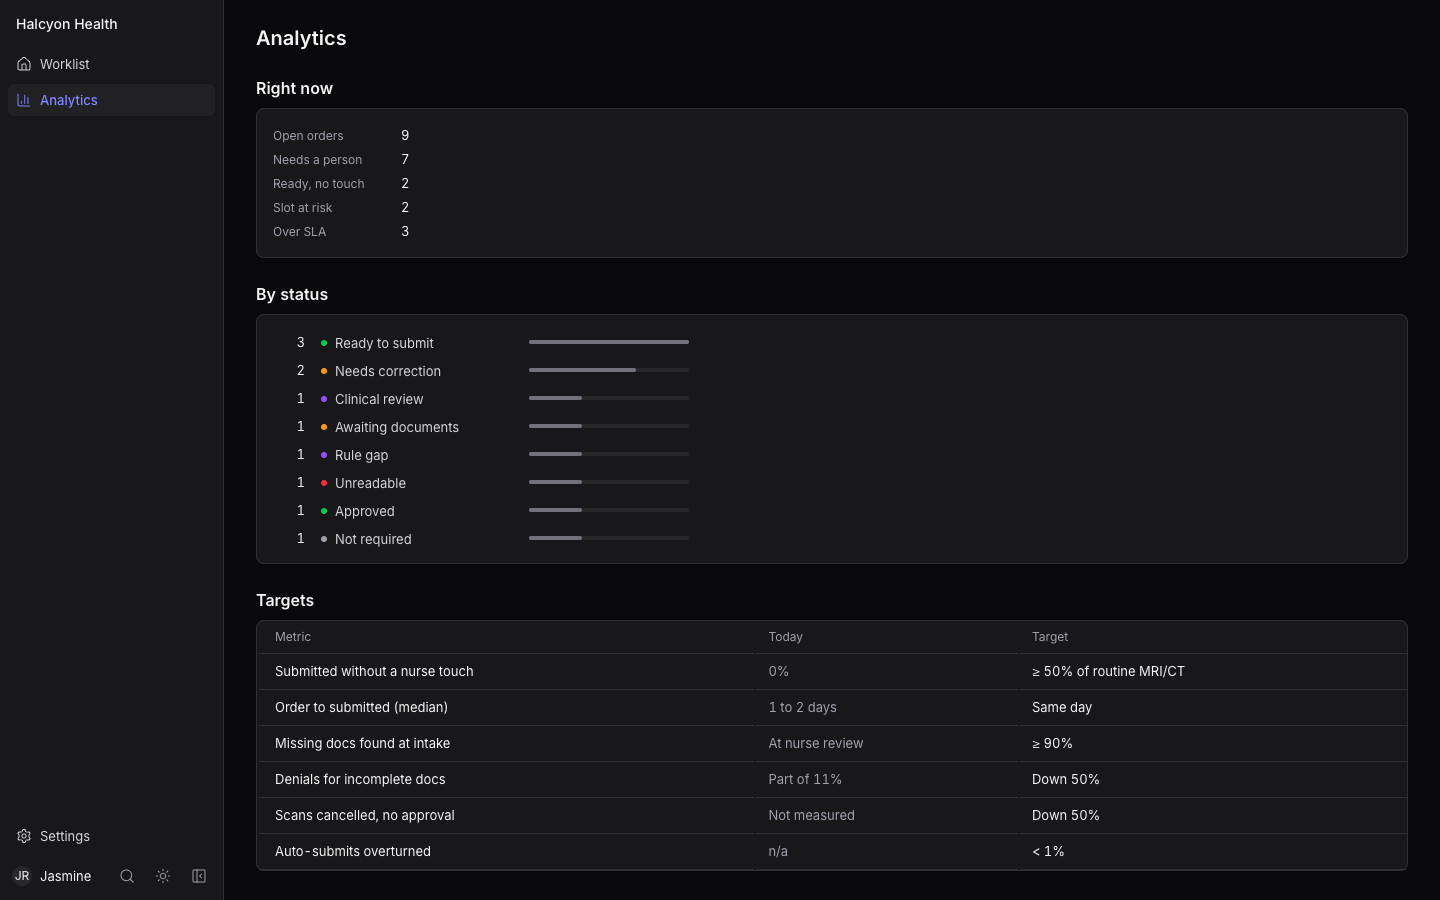 Halcyon Health
Worklist
Analytics
Settings
JR Jasmine
Analytics
Right now
Open orders 9
Needs a person 7
Ready, no touch 2
Slot at risk 2
Over SLA 3
By status
3 Ready to submit
2 Needs correction
1 Clinical review
1 Awaiting documents
1 Rule gap
1 Unreadable
1 Approved
1 Not required
Targets
Metric Today Target
Submitted without a nurse touch 0% ≥ 50% of routine MRI/CT
Order to submitted (median) 1 to 2 days Same day
Missing docs found at intake At nurse review ≥ 90%
Denials for incomplete docs Part of 11% Down 50%
Scans cancelled, no approval Not measured Down 50%
Auto-submits overturned n/a < 1%